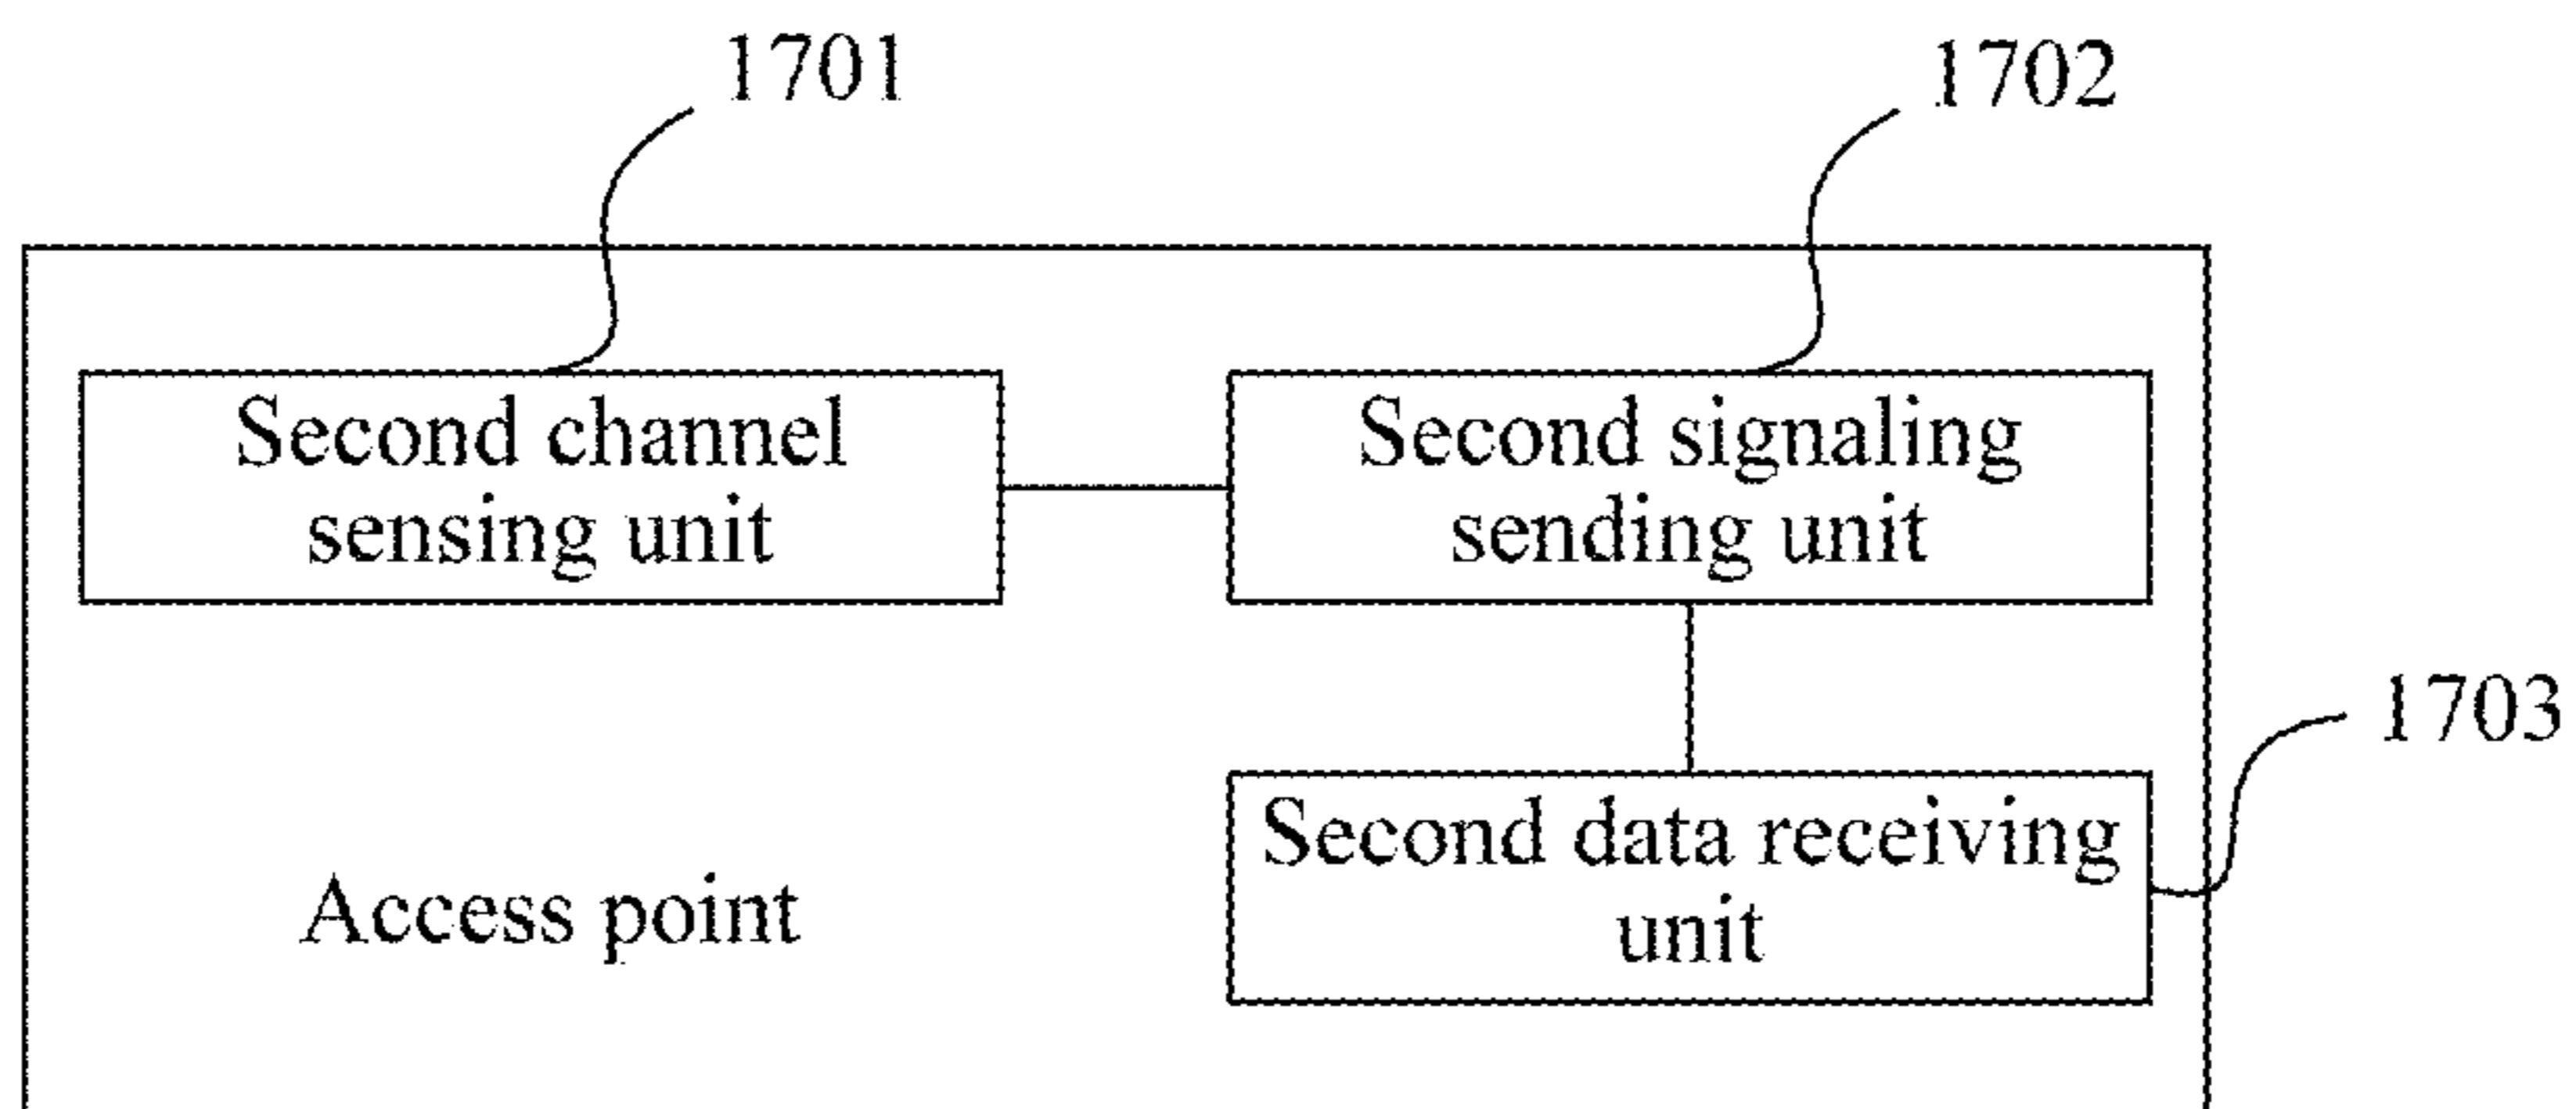 1701
1702
Second channel
sensing unit
Second signaling
sending unit
1703
Second data receiving
unit
Access point